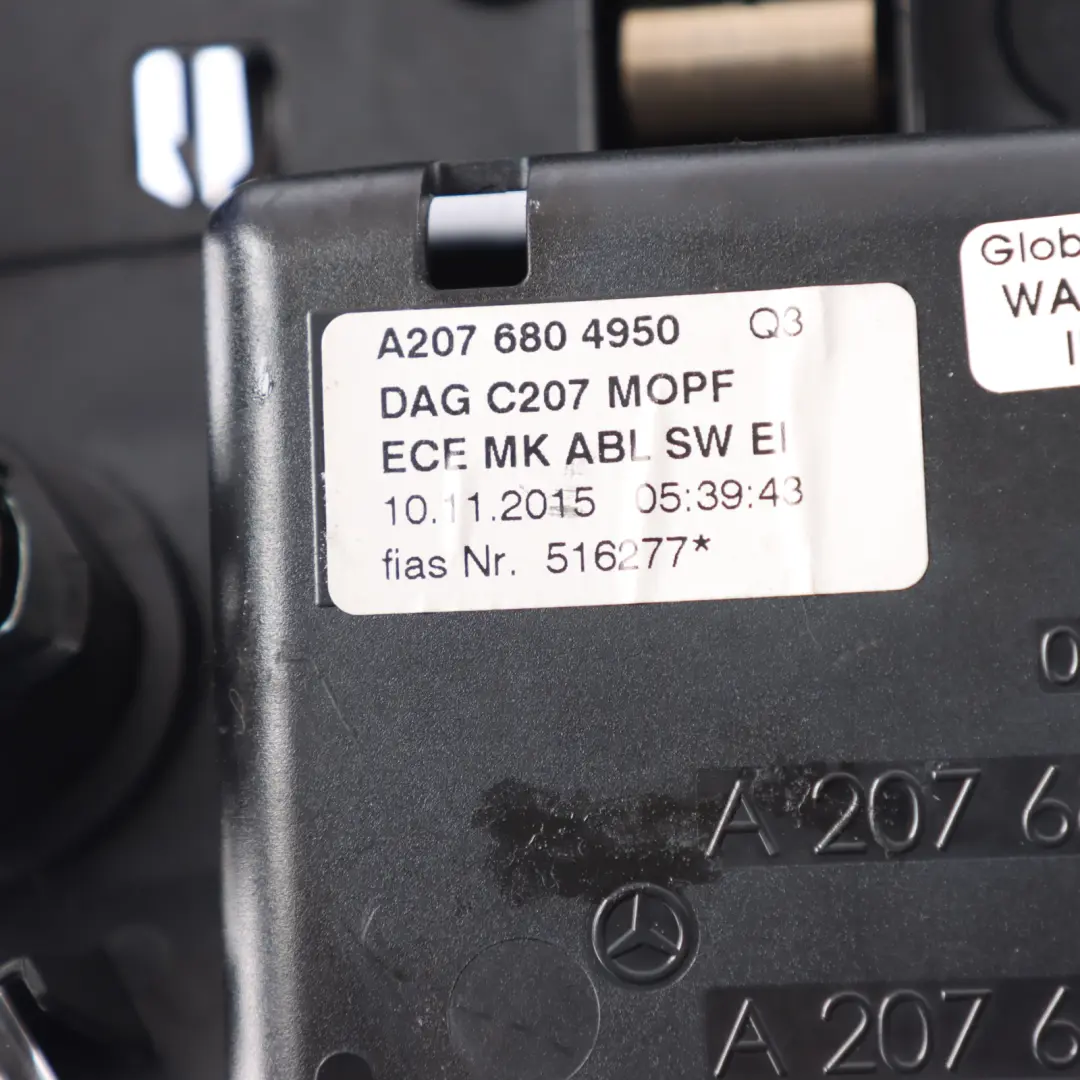 A207 680 4950 Q3
DAG C207 MOPF
ECE MK ABL SW EI
10.11.2015 05:39:43
fias Nr. 516277*
Glob
WA
0
A 207 6
A 207 6